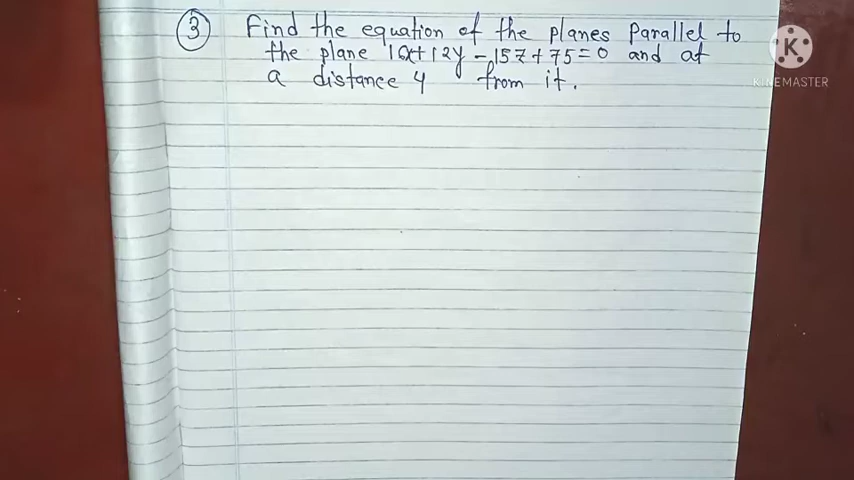 3 Find the equation of the planes Parallel to
the plane 16x+12y-15z+75=0 and at
a distance 4 from it.
K
KINEMASTER